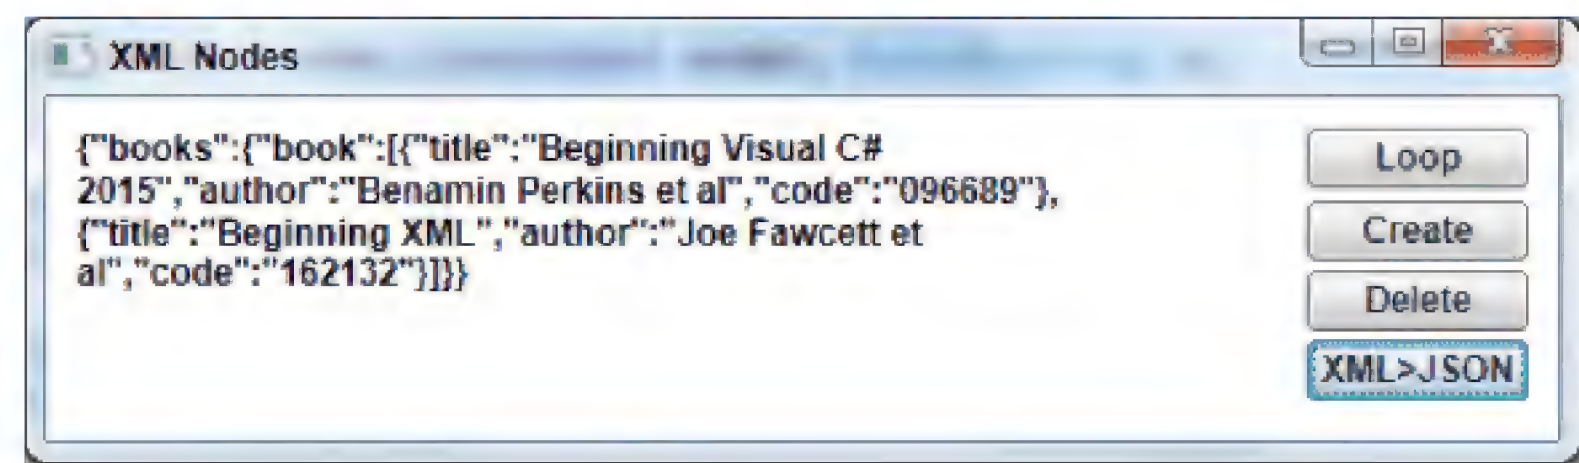 XML Nodes
{"books":{"book":[{"title":"Beginning Visual C#
2015","author":"Benamin Perkins et al","code":"096689"},
{"title":"Beginning XML","author":"Joe Fawcett et
al","code":"162132"}]}}
Loop
Create
Delete
XML>JSON